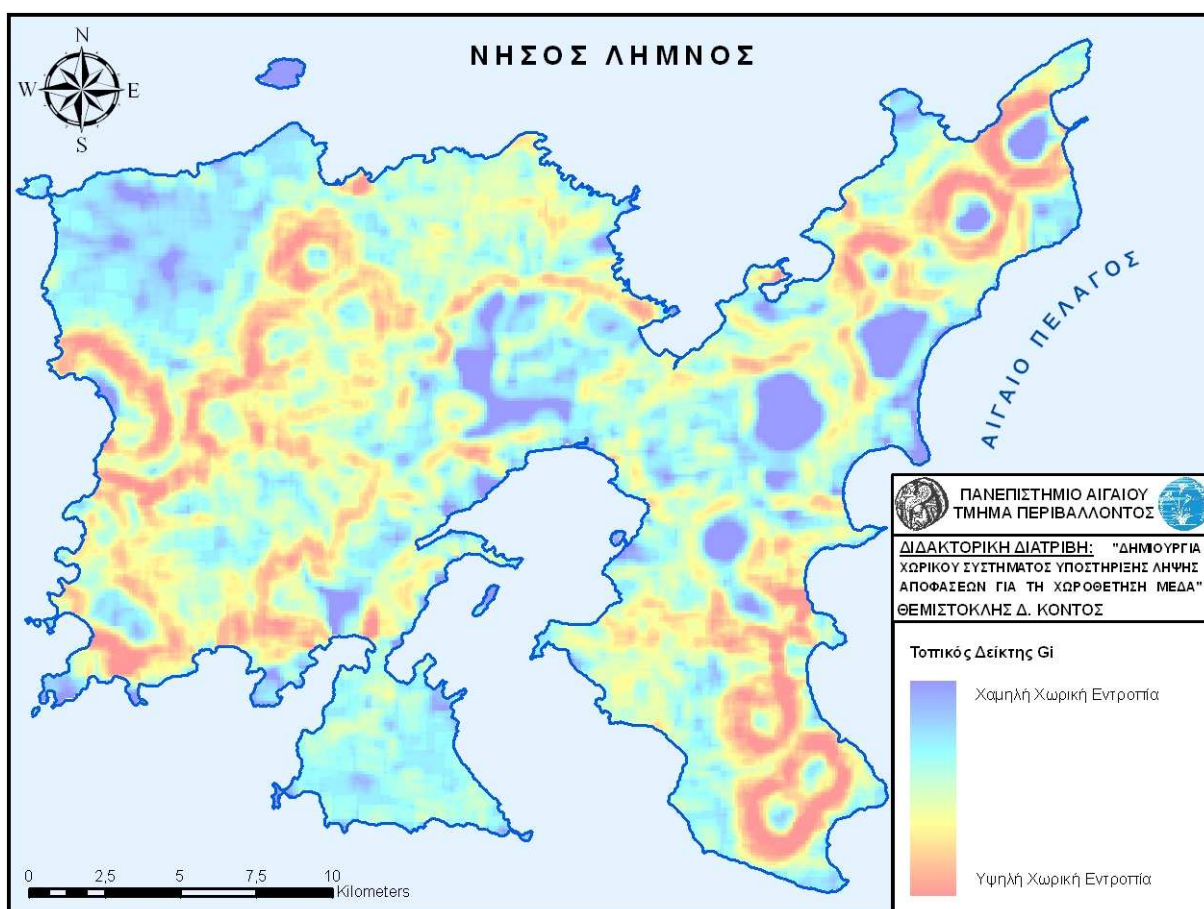 ΝΗΣΟΣ ΛΗΜΝΟΣ
N
W E
S
ΑΙΓΑΙΟ ΠΕΛΑΓΟΣ
ΠΑΝΕΠΙΣΤΗΜΙΟ ΑΙΓΑΙΟΥ
ΤΜΗΜΑ ΠΕΡΙΒΑΛΛΟΝΤΟΣ
ΔΙΔΑΚΤΟΡΙΚΗ ΔΙΑΤΡΙΒΗ: "ΔΗΜΙΟΥΡΓΙΑ
ΧΩΡΙΚΟΥ ΣΥΣΤΗΜΑΤΟΣ ΥΠΟΣΤΗΡΙΞΗΣ ΛΗΨΗΣ
ΑΠΟΦΑΣΕΩΝ ΓΙΑ ΤΗ ΧΩΡΟΘΕΤΗΣΗ ΜΕΔΑ"
ΘΕΜΙΣΤΟΚΛΗΣ Δ. ΚΟΝΤΟΣ
Τοπικός Δείκτης Gi
Χαμηλή Χωρική Εντροπία
Υψηλή Χωρική Εντροπία
0 2,5 5 7,5 10
Kilometers